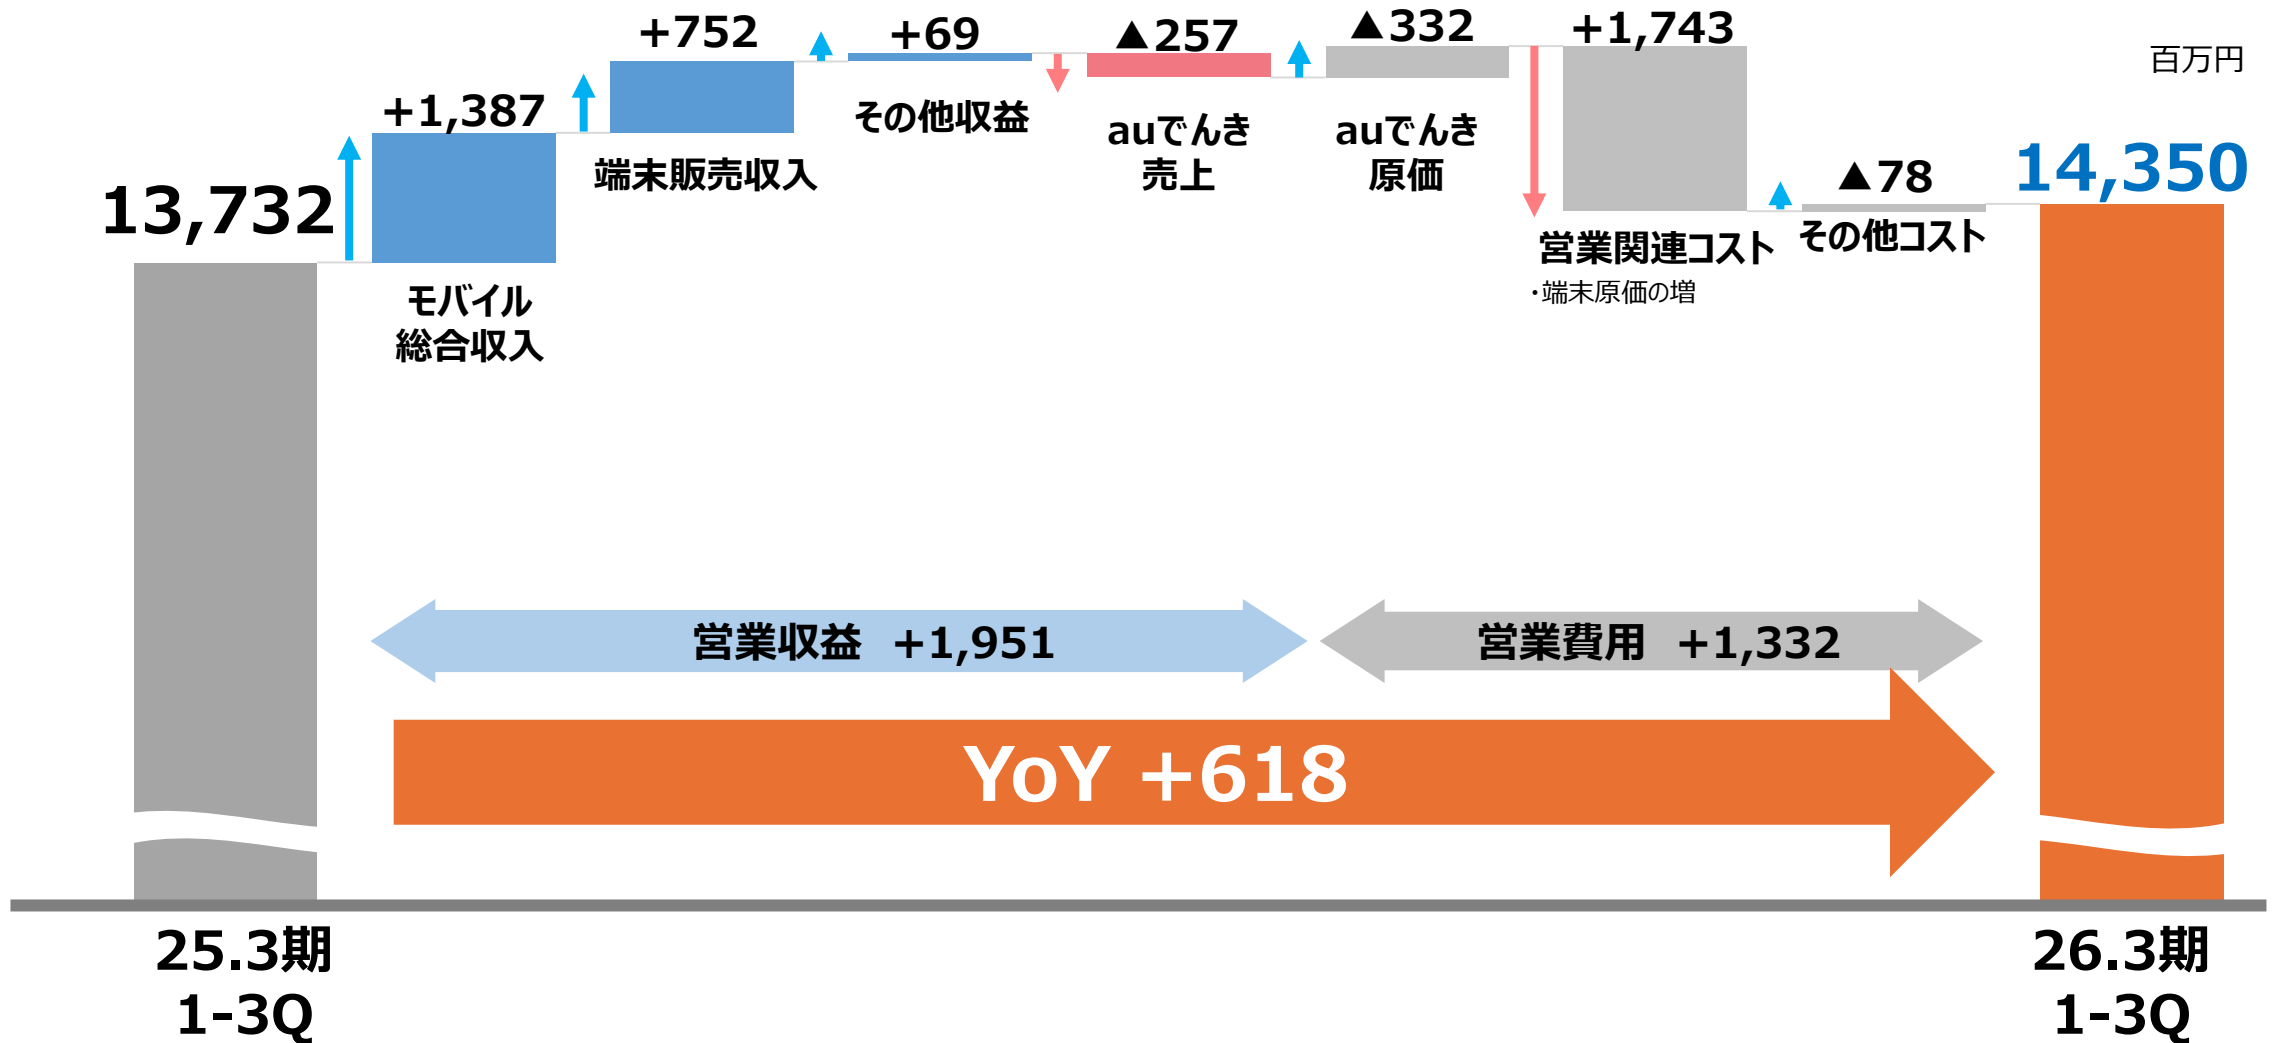 百万円
13,732
+1,387
モバイル
総合収入
+752
端末販売収入
+69
その他収益
▲257
auでんき
売上
▲332
auでんき
原価
+1,743
営業関連コスト
・端末原価の増
▲78
その他コスト
14,350
営業収益 +1,951
営業費用 +1,332
YoY +618
25.3期
1-3Q
26.3期
1-3Q